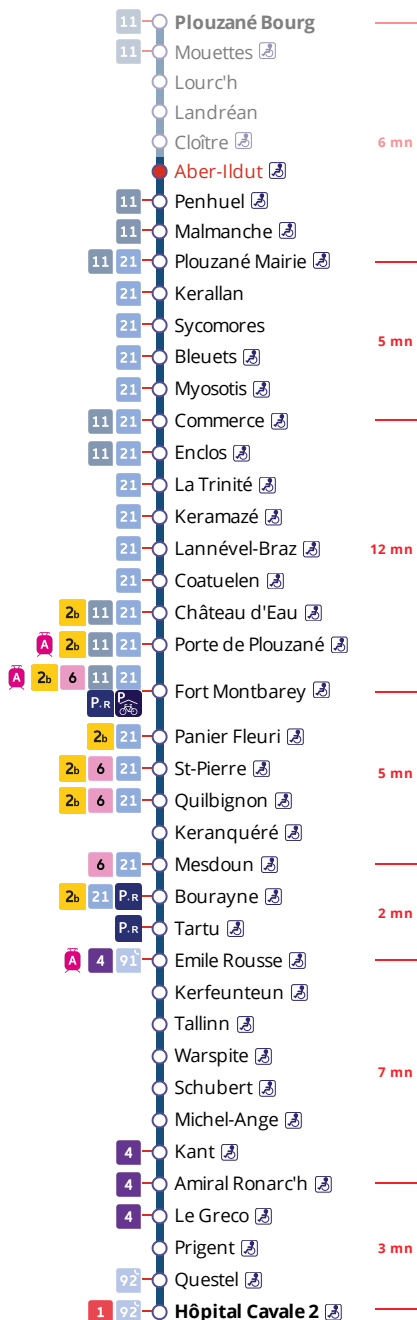 11 Plouzané Bourg
11 Mouettes
Lourc'h
Landréan
Cloître
6 mn
Aber-Ildut
11 Penhuel
11 Malmanche
11 21 Plouzané Mairie
21 Kerallan
21 Sycomores
5 mn
21 Bleuets
21 Myosotis
11 21 Commerce
11 21 Enclos
21 La Trinité
21 Keramazé
21 Lannével-Braz
12 mn
21 Coatuelen
2b 11 21 Château d'Eau
A 2b 11 21 Porte de Plouzané
A 2b 6 11 21
P+R P Fort Montbarey
2b 21 Panier Fleuri
2b 6 21 St-Pierre
5 mn
2b 6 21 Quilbignon
Keranquéré
6 21 Mesdoun
2b 21 P+R Bourayne
2 mn
P+R Tartu
A 4 91 Emile Rousse
Kerfeunteun
Tallinn
Warspite
7 mn
Schubert
Michel-Ange
4 Kant
4 Amiral Ronarc'h
4 Le Greco
Prigent
3 mn
92 Questel
1 92 Hôpital Cavale 2